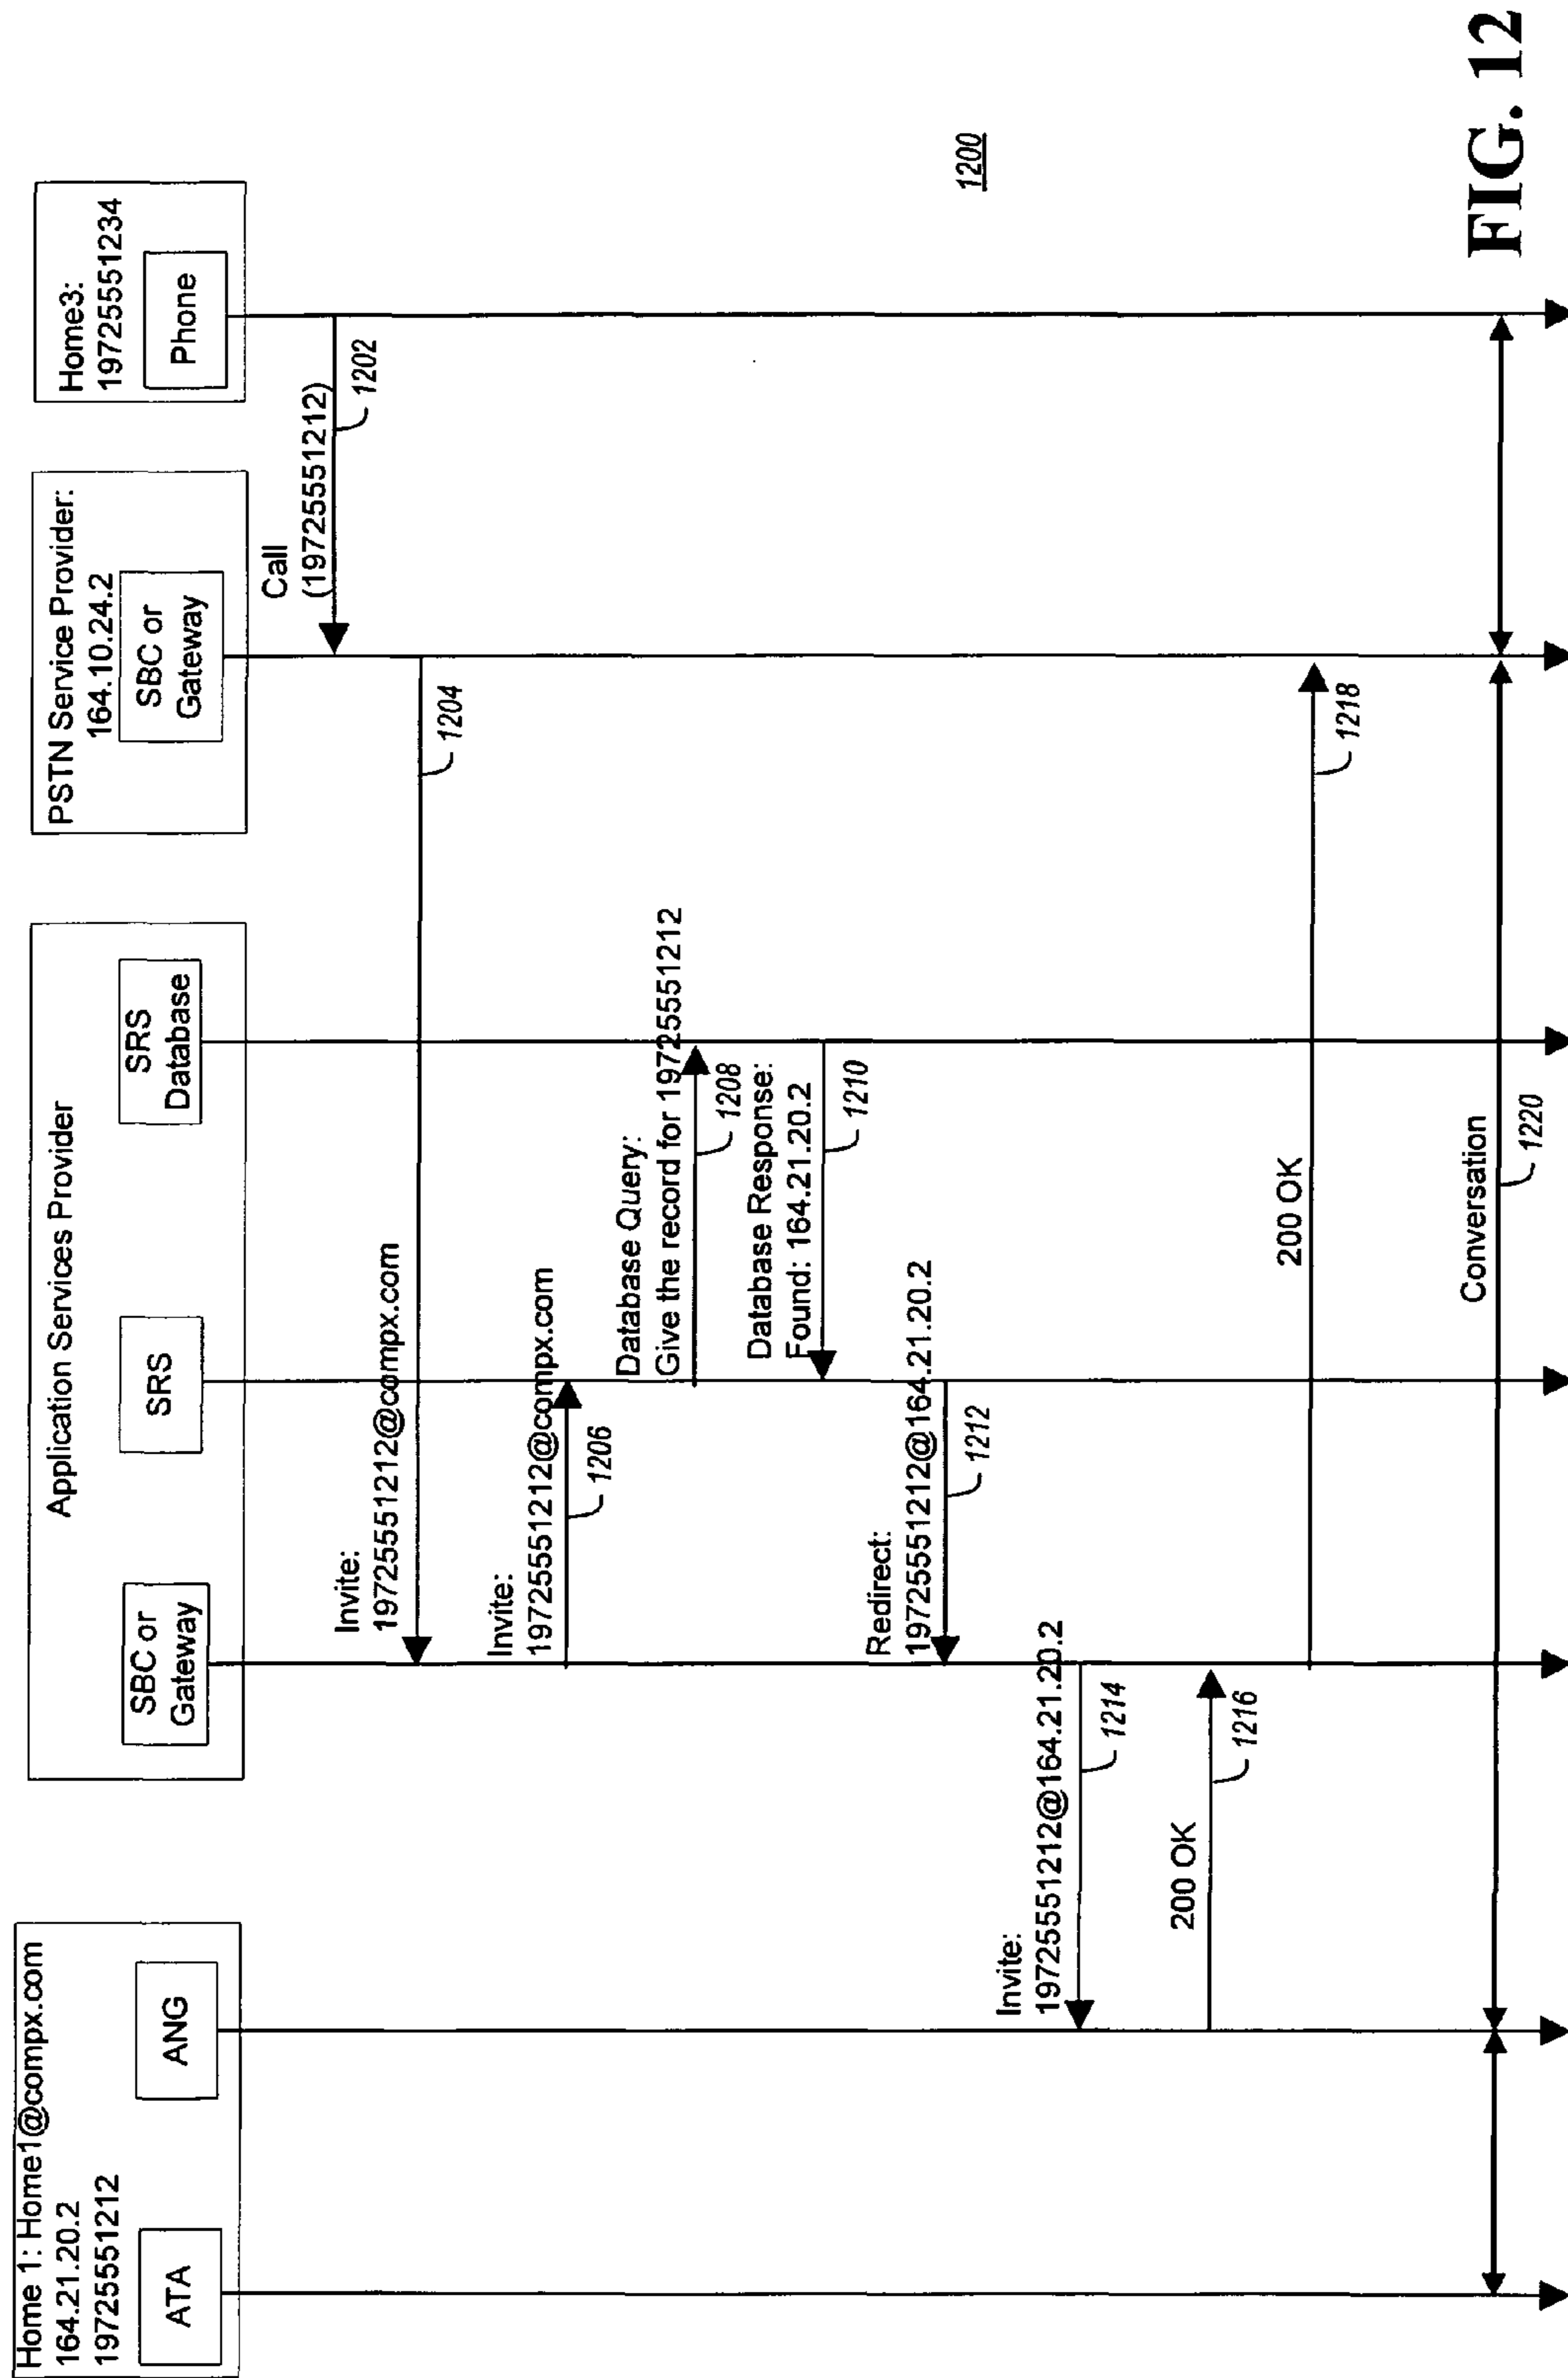 Home 1: Home1@compx.com
164.21.20.2
19725551212
ATA
ANG
Application Services Provider
SBC or
Gateway
SRS
SRS
Database
PSTN Service Provider:
164.10.24.2
SBC or
Gateway
Home3:
19725551234
Phone
Call
(19725551212)
1202
Invite:
19725551212@compx.com
1204
Invite:
19725551212@compx.com
1206
Database Query:
Give the record for 19725551212
1208
Database Response:
Found: 164.21.20.2
1210
Redirect:
19725551212@164.21.20.2
1212
Invite:
19725551212@164.21.20.2
1214
200 OK
1216
200 OK
1218
Conversation
1220
1200
FIG. 12